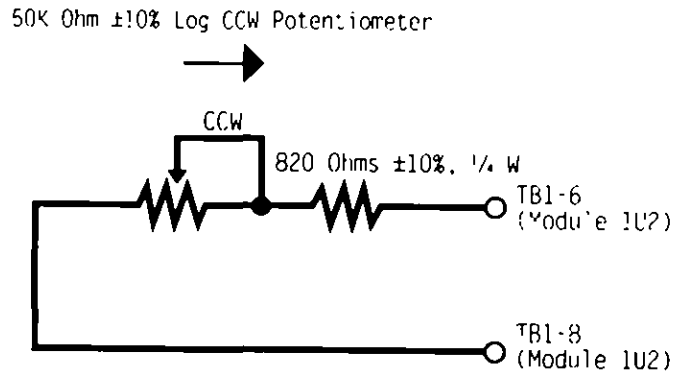 50K Ohm ±10% Log CCW Potentiometer
CCW
820 Ohms ±10%, 1/4 W
TB1-6
(Module 1U2)
TB1-8
(Module 1U2)